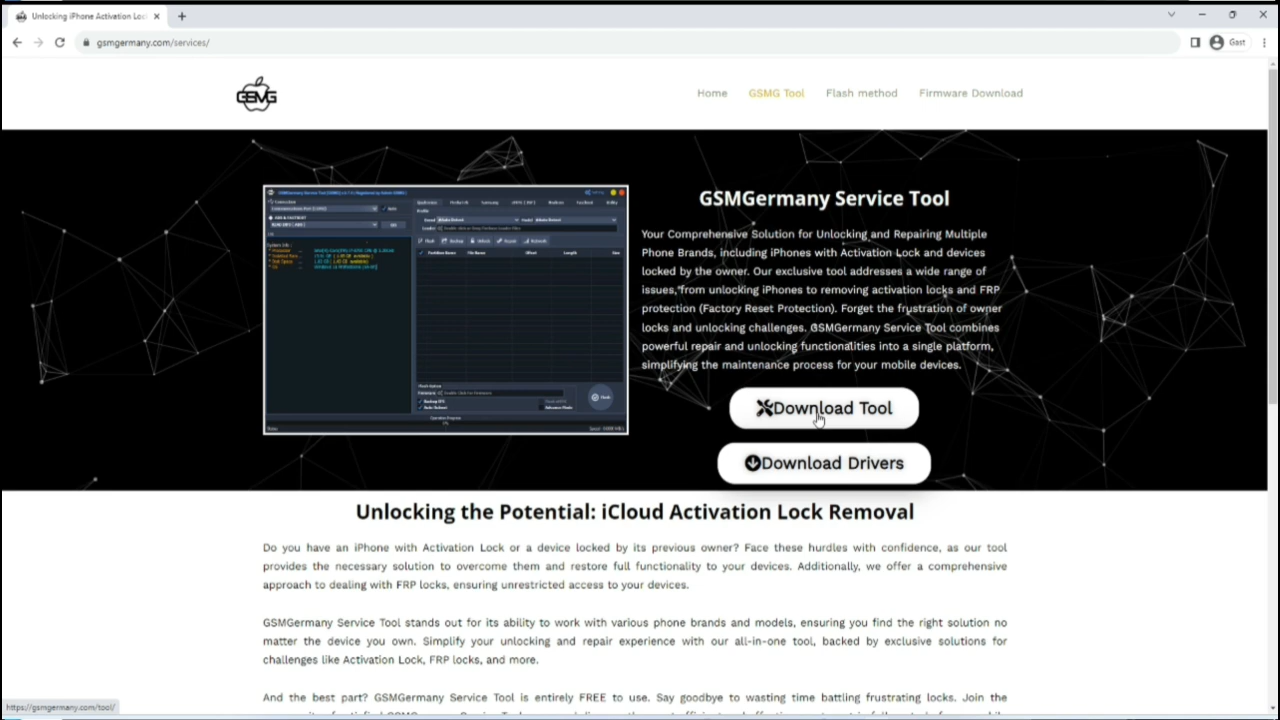 Unlocking iPhone Activation Loc
gsmgermany.com/services/
Gast
GSMG
Home
GSMG Tool
Flash method
Firmware Download
GSMGermany Service Tool
Your Comprehensive Solution for Unlocking and Repairing Multiple
Phone Brands, including iPhones with Activation Lock and devices
locked by the owner. Our exclusive tool addresses a wide range of
issues, from unlocking iPhones to removing activation locks and FRP
protection (Factory Reset Protection). Forget the frustration of owner
locks and unlocking challenges. GSMGermany Service Tool combines
powerful repair and unlocking functionalities into a single platform,
simplifying the maintenance process for your mobile devices.
Download Tool
Download Drivers
Unlocking the Potential: iCloud Activation Lock Removal
Do you have an iPhone with Activation Lock or a device locked by its previous owner? Face these hurdles with confidence, as our tool
provides the necessary solution to overcome them and restore full functionality to your devices. Additionally, we offer a comprehensive
approach to dealing with FRP locks, ensuring unrestricted access to your devices.
GSMGermany Service Tool stands out for its ability to work with various phone brands and models, ensuring you find the right solution no
matter the device you own. Simplify your unlocking and repair experience with our all-in-one tool, backed by exclusive solutions for
challenges like Activation Lock, FRP locks, and more.
And the best part? GSMGermany Service Tool is entirely FREE to use. Say goodbye to wasting time battling frustrating locks. Join the
https://gsmgermany.com/tool/